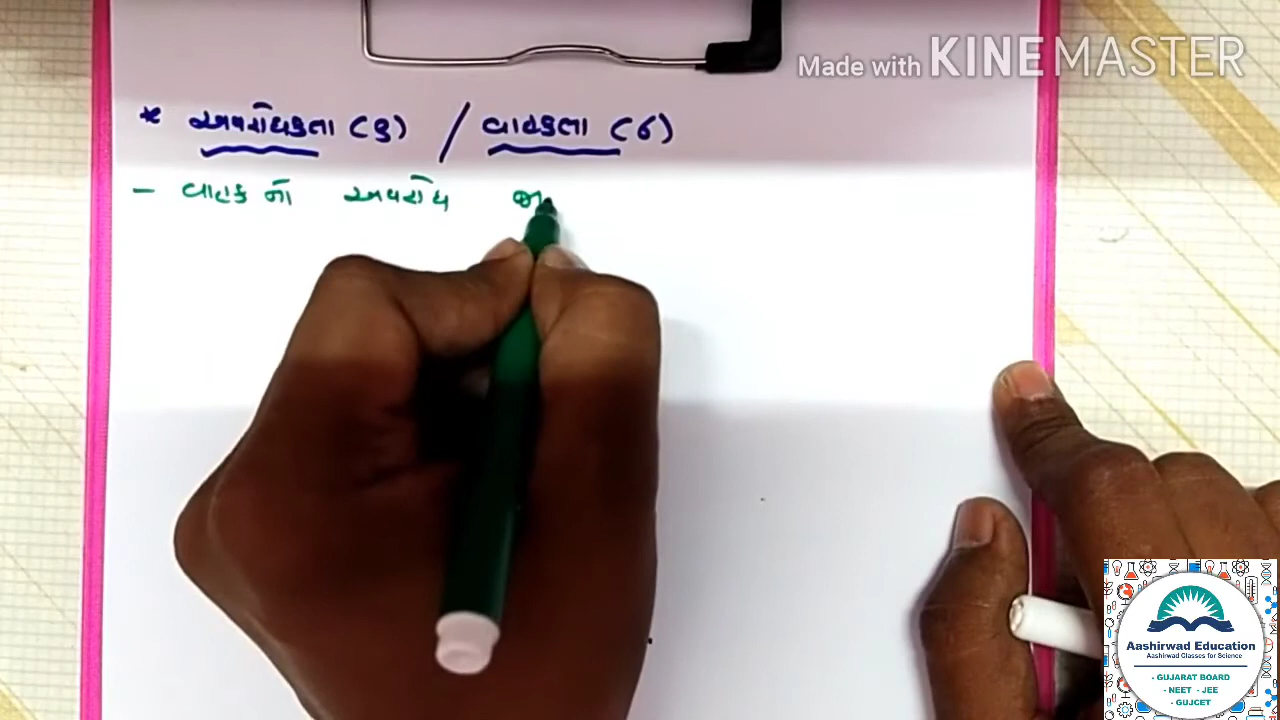 Made with KINEMASTER
* અવરોધકતા (ρ) / વાહકતા (σ)
- વાહક નો અવરોધ
Aashirwad Education
Aashirwad Classes for Science
- GUJARAT BOARD
- NEET - JEE
- GUJCET